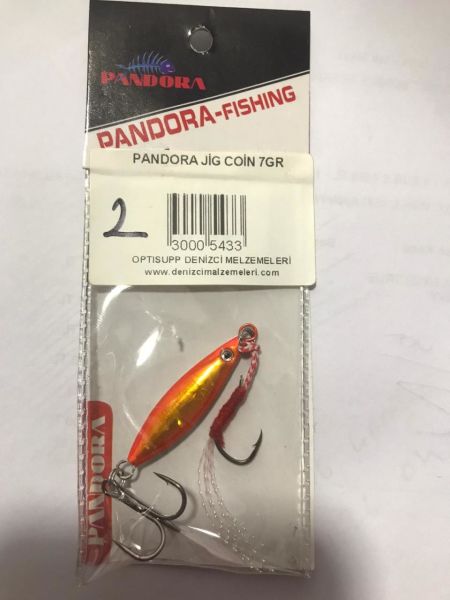 PANDORA
PANDORA-FISHING
PANDORA JİG COİN 7GR
2
3000 5433
OPTISUPP DENİZCİ MELZEMELERİ
www.denizcimalzemeleri.com
PANDORA